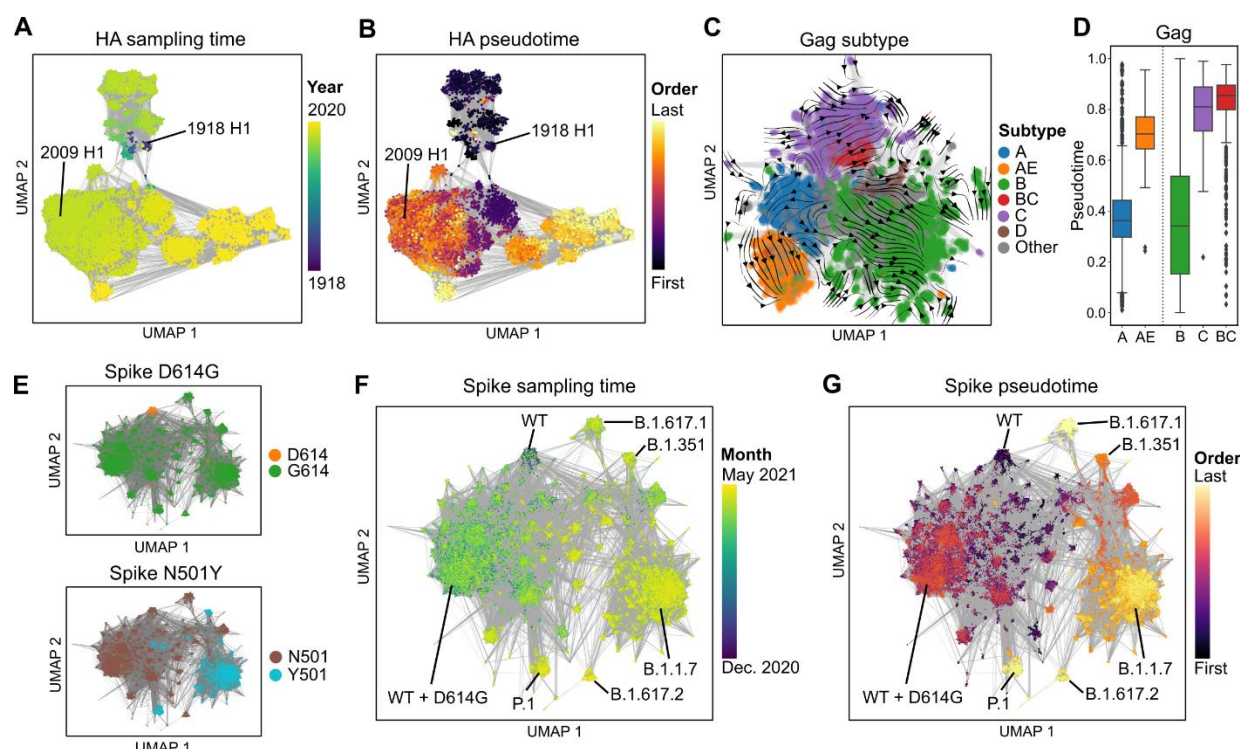 A
HA sampling time
2009 H1
1918 H1
UMAP 2
UMAP 1
Year
2020
1918
B
HA pseudotime
2009 H1
1918 H1
UMAP 2
UMAP 1
Order
Last
First
C
Gag subtype
UMAP 2
UMAP 1
Subtype
A
AE
B
BC
C
D
Other
D
Gag
Pseudotime
1.0
0.8
0.6
0.4
0.2
0.0
A AE B C BC
E
Spike D614G
UMAP 2
UMAP 1
D614
G614
Spike N501Y
UMAP 2
UMAP 1
N501
Y501
F
Spike sampling time
WT
B.1.617.1
B.1.351
UMAP 2
WT + D614G
P.1
B.1.1.7
B.1.617.2
UMAP 1
Month
May 2021
Dec. 2020
G
Spike pseudotime
WT
B.1.617.1
B.1.351
UMAP 2
WT + D614G
P.1
B.1.1.7
B.1.617.2
UMAP 1
Order
Last
First